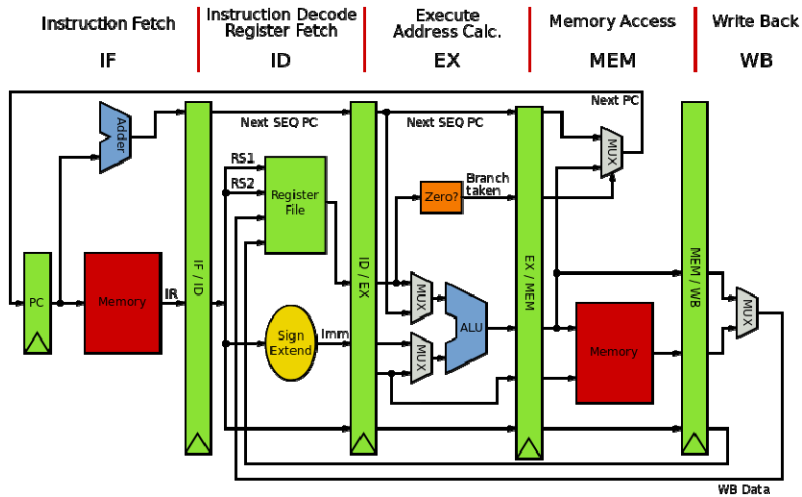 Instruction Fetch
IF
Instruction Decode
Register Fetch
ID
Execute
Address Calc.
EX
Memory Access
MEM
Write Back
WB
Next PC
Next SEQ PC
Next SEQ PC
Adder
MUX
RS1
RS2
Register
File
Branch
taken
Zero?
IF / ID
ID / EX
EX / MEM
MEM / WB
PC
Memory
IR
MUX
ALU
MUX
Sign
Extend
Imm
Memory
MUX
WB Data